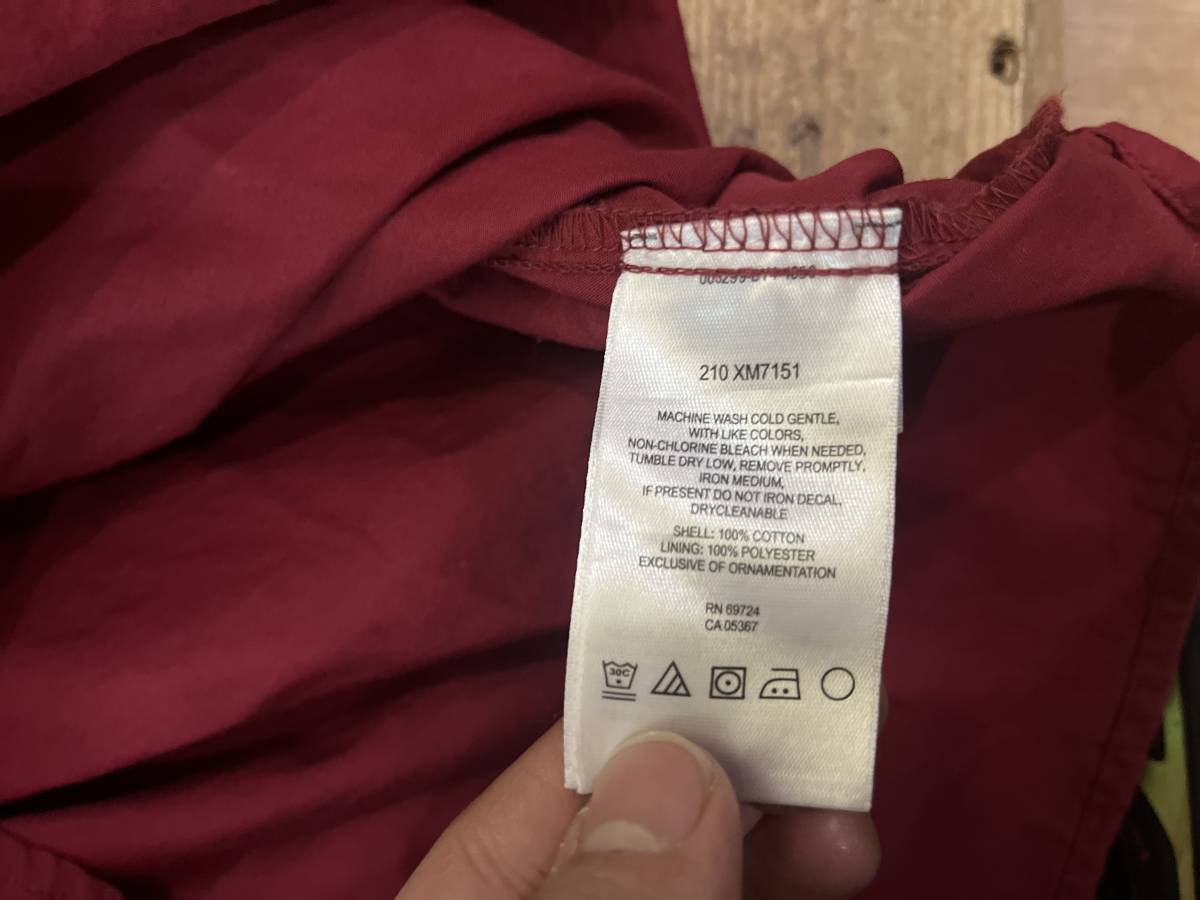 210 XM7151
MACHINE WASH COLD GENTLE,
WITH LIKE COLORS,
NON-CHLORINE BLEACH WHEN NEEDED,
TUMBLE DRY LOW, REMOVE PROMPTLY,
IRON MEDIUM,
IF PRESENT DO NOT IRON DECAL,
DRYCLEANABLE
SHELL: 100% COTTON
LINING: 100% POLYESTER
EXCLUSIVE OF ORNAMENTATION
RN 69724
CA 05367
30C